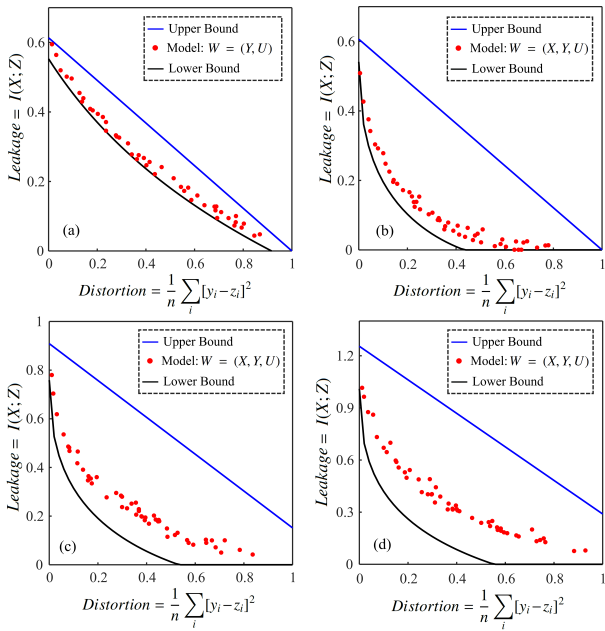 0.6
0.4
0.2
0
Leakage = I(X; Z)
Upper Bound
Model: W = (Y, U)
Lower Bound
(a)
0 0.2 0.4 0.6 0.8 1
Distortion = 1/n ∑_i [y_i − z_i]^2
0.6
0.4
0.2
0
Leakage = I(X; Z)
Upper Bound
Model: W = (X, Y, U)
Lower Bound
(b)
0 0.2 0.4 0.6 0.8 1
Distortion = 1/n ∑_i [y_i − z_i]^2
1
0.8
0.6
0.4
0.2
0
Leakage = I(X; Z)
Upper Bound
Model: W = (X, Y, U)
Lower Bound
(c)
0 0.2 0.4 0.6 0.8 1
Distortion = 1/n ∑_i [y_i − z_i]^2
1.2
0.9
0.6
0.3
0
Leakage = I(X; Z)
Upper Bound
Model: W = (X, Y, U)
Lower Bound
(d)
0 0.2 0.4 0.6 0.8 1
Distortion = 1/n ∑_i [y_i − z_i]^2